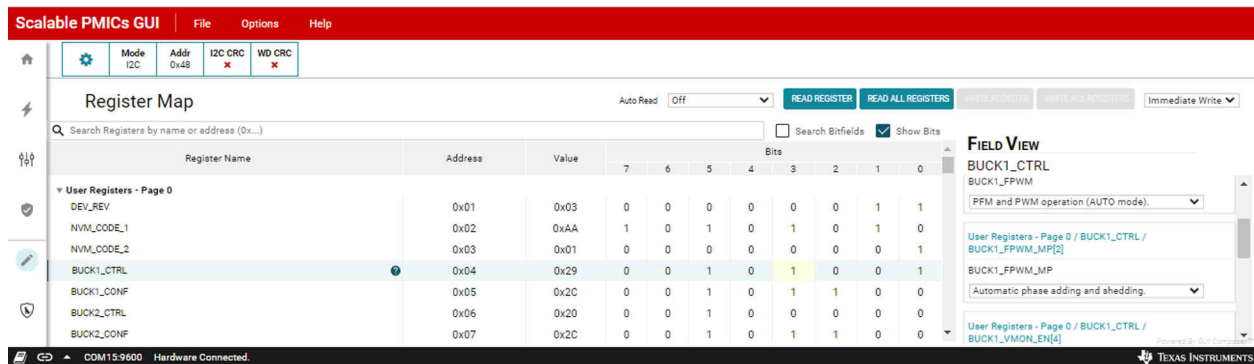 Scalable PMICs GUI File Options Help
Mode I2C Addr 0x48 I2C CRC WD CRC
Register Map Auto Read Off READ REGISTER READ ALL REGISTERS WRITE REGISTER WRITE ALL REGISTERS Immediate Write
Search Registers by name or address (0x...) Search Bitfields Show Bits
Register Name Address Value Bits
7 6 5 4 3 2 1 0
User Registers - Page 0
DEV_REV 0x01 0x03 0 0 0 0 0 0 1 1
NVM_CODE_1 0x02 0xAA 1 0 1 0 1 0 1 0
NVM_CODE_2 0x03 0x01 0 0 0 0 0 0 0 1
BUCK1_CTRL 0x04 0x29 0 0 1 0 1 0 0 1
BUCK1_CONF 0x05 0x2C 0 0 1 0 1 1 0 0
BUCK2_CTRL 0x06 0x20 0 0 1 0 0 0 0 0
BUCK2_CONF 0x07 0x2C 0 0 1 0 1 1 0 0
FIELD VIEW
BUCK1_CTRL
BUCK1_FPWM
PFM and PWM operation (AUTO mode).
User Registers - Page 0 / BUCK1_CTRL /
BUCK1_FPWM_MP[2]
BUCK1_FPWM_MP
Automatic phase adding and shedding.
User Registers - Page 0 / BUCK1_CTRL /
BUCK1_VMON_EN[4]
Powered By GUI Composer
COM15:9600 Hardware Connected. TEXAS INSTRUMENTS